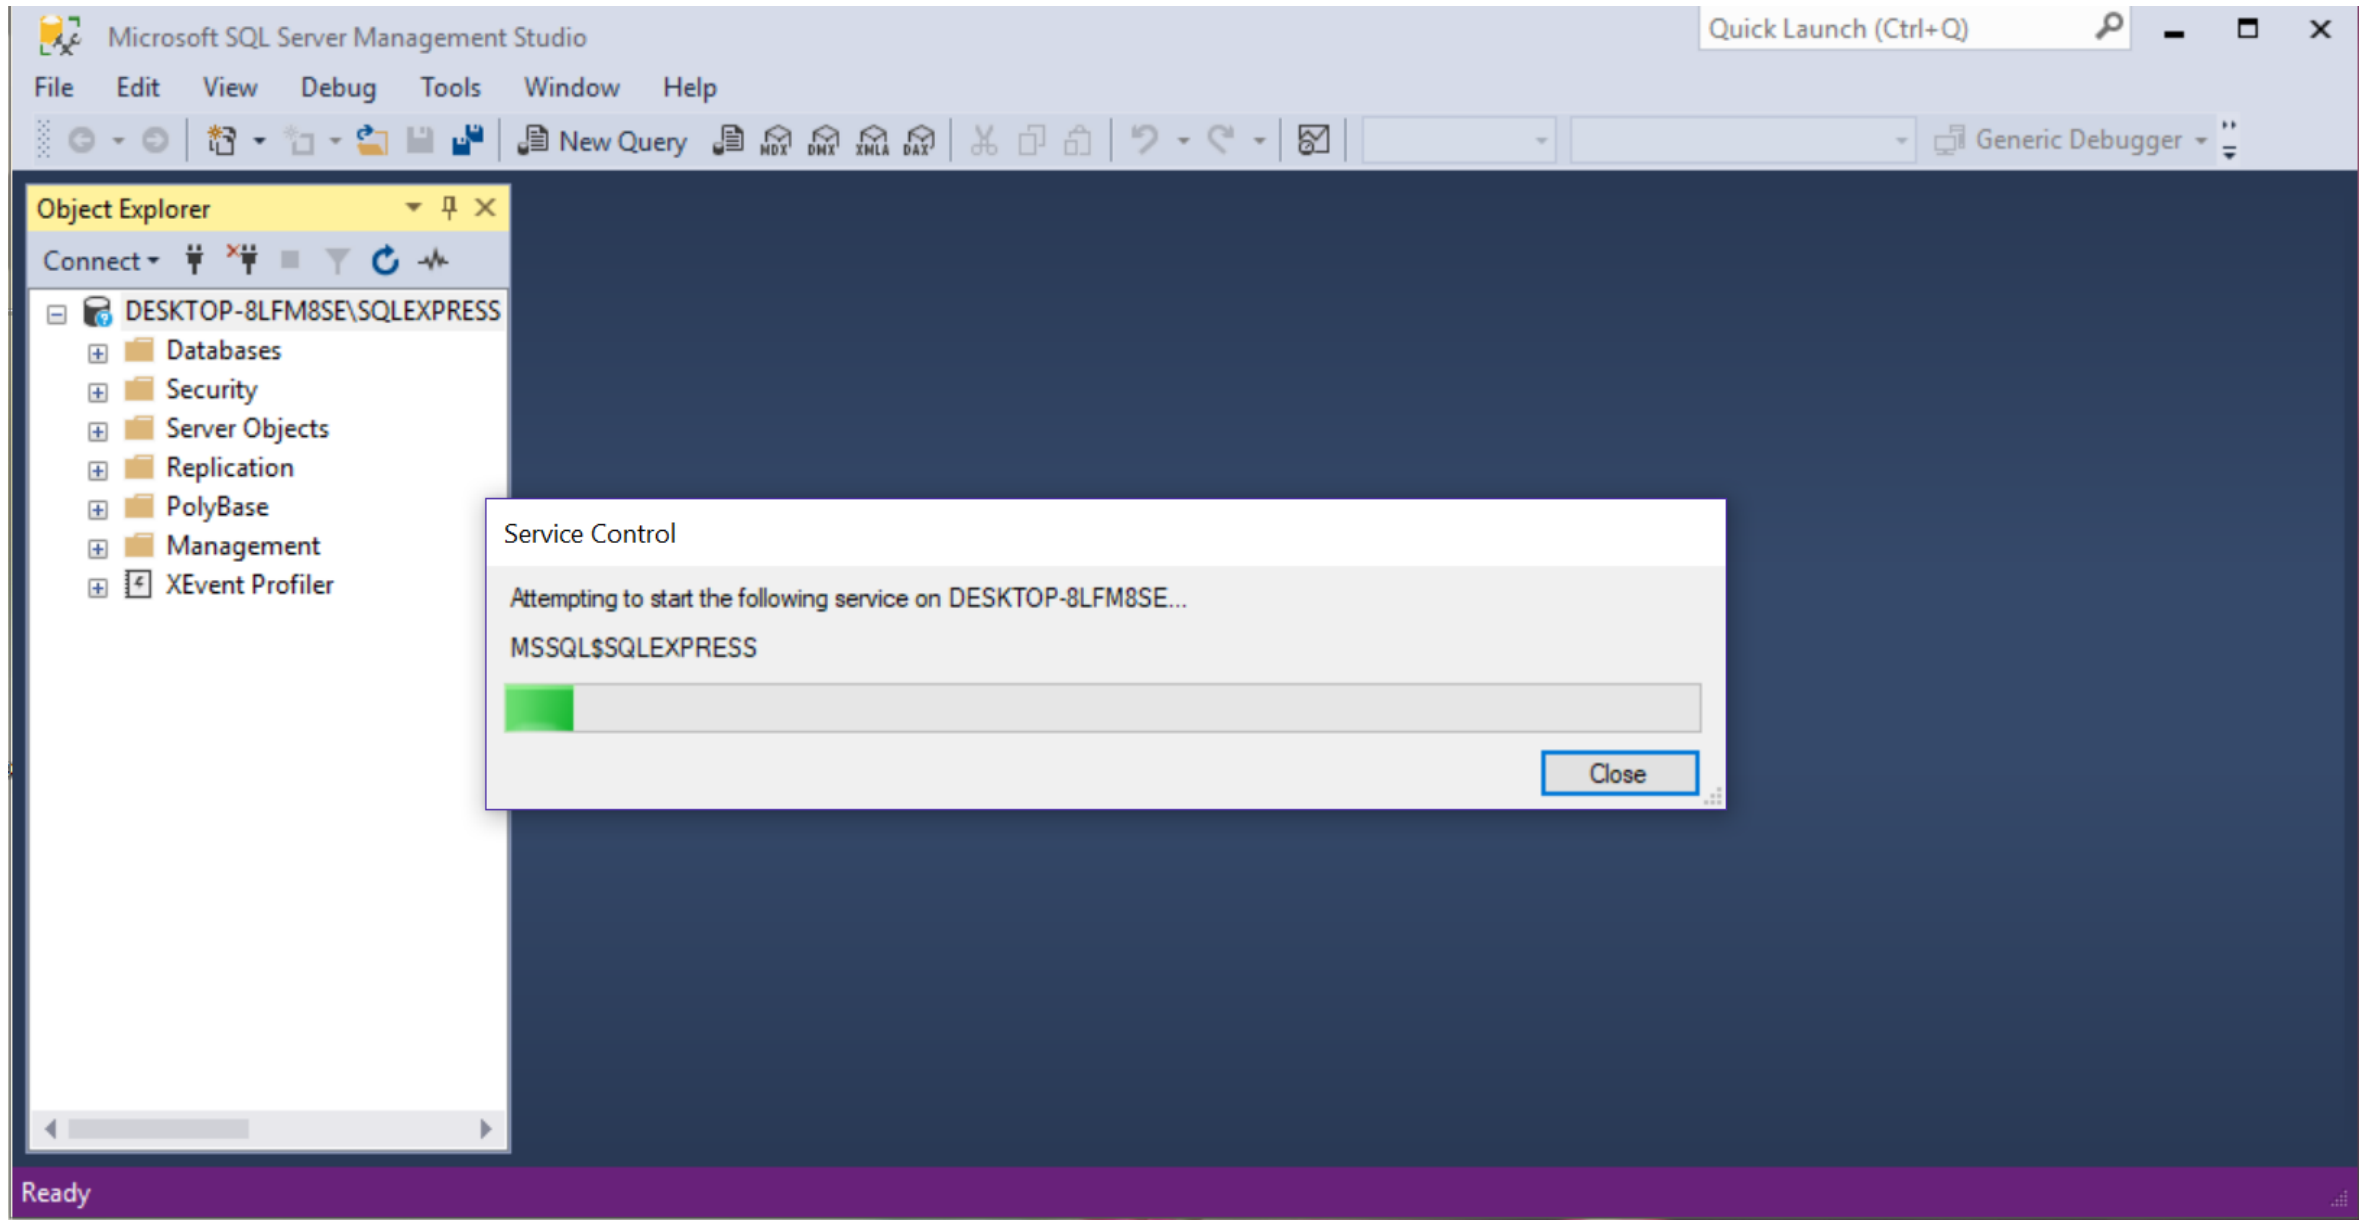 Microsoft SQL Server Management Studio
Quick Launch (Ctrl+Q)
File Edit View Debug Tools Window Help
New Query MDX DMX XMLA DAX Generic Debugger
Object Explorer
Connect
DESKTOP-8LFM8SE\SQLEXPRESS
Databases
Security
Server Objects
Replication
PolyBase
Management
XEvent Profiler
Service Control
Attempting to start the following service on DESKTOP-8LFM8SE...
MSSQL$SQLEXPRESS
Close
Ready